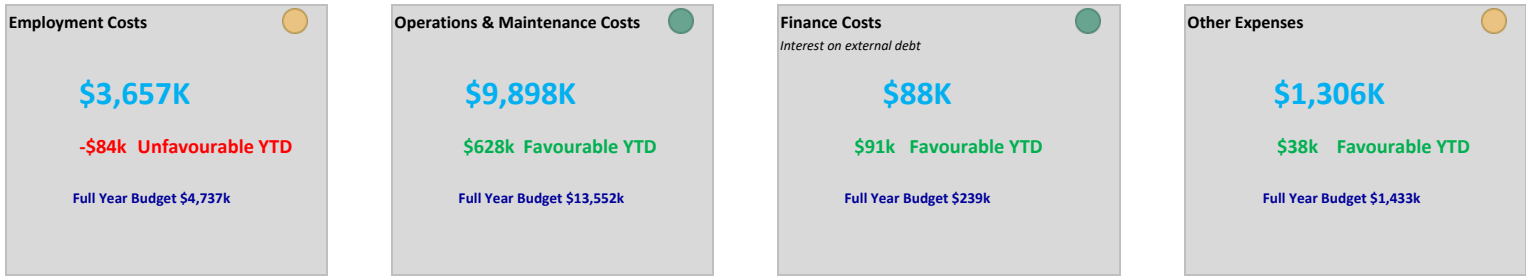 Employment Costs
$3,657K
-$84k Unfavourable YTD
Full Year Budget $4,737k
Operations & Maintenance Costs
$9,898K
$628k Favourable YTD
Full Year Budget $13,552k
Finance Costs
Interest on external debt
$88K
$91k Favourable YTD
Full Year Budget $239k
Other Expenses
$1,306K
$38k Favourable YTD
Full Year Budget $1,433k